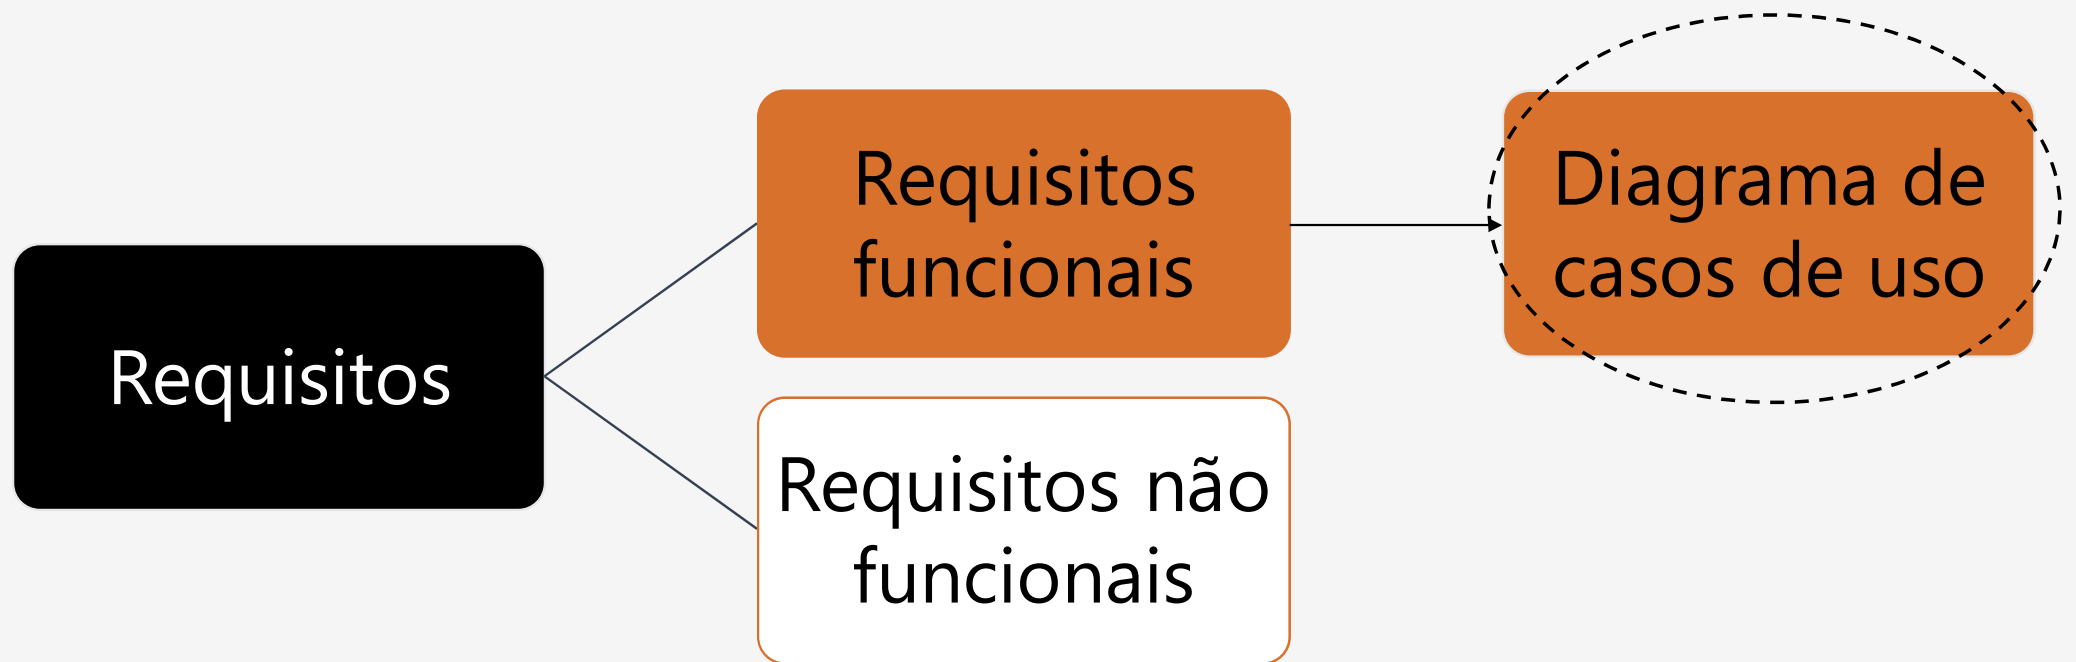 Requisitos
Requisitos
funcionais
Requisitos não
funcionais
Diagrama de
casos de uso